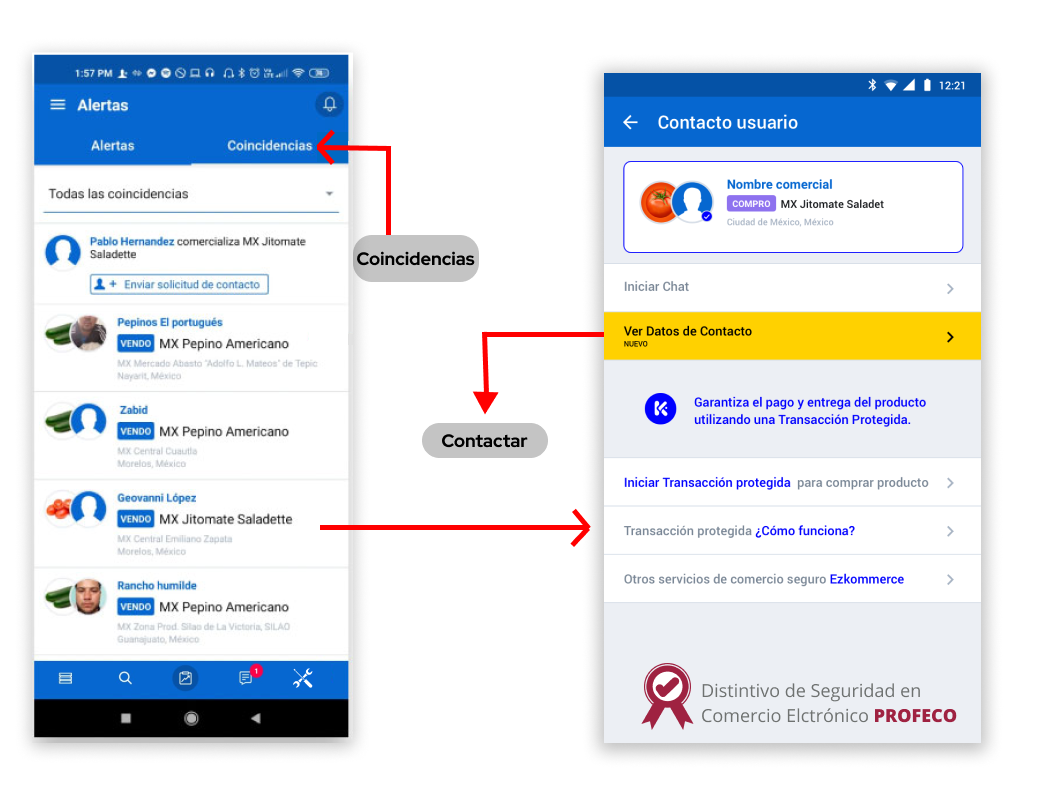 1:57 PM
Alertas
Alertas
Coincidencias
Todas las coincidencias
Pablo Hernandez comercializa MX Jitomate
Saladette
Enviar solicitud de contacto
Pepinos El portugués
VENDO MX Pepino Americano
MX Mercado Abasto "Adolfo L. Mateos" de Tepic
Nayarit, México
Zabid
VENDO MX Pepino Americano
MX Central Cuautla
Morelos, México
Geovanni López
VENDO MX Jitomate Saladette
MX Central Emiliano Zapata
Morelos, México
Rancho humilde
VENDO MX Pepino Americano
MX Zona Prod. Silao de La Victoria, SILAO
Guanajuato, México
1
Coincidencias
Contactar
12:21
Contacto usuario
Nombre comercial
COMPRO MX Jitomate Saladet
Ciudad de México, México
Iniciar Chat
Ver Datos de Contacto
NUEVO
Garantiza el pago y entrega del producto
utilizando una Transacción Protegida.
Iniciar Transacción protegida para comprar producto
Transacción protegida ¿Cómo funciona?
Otros servicios de comercio seguro Ezkommerce
Distintivo de Seguridad en
Comercio Elctrónico PROFECO